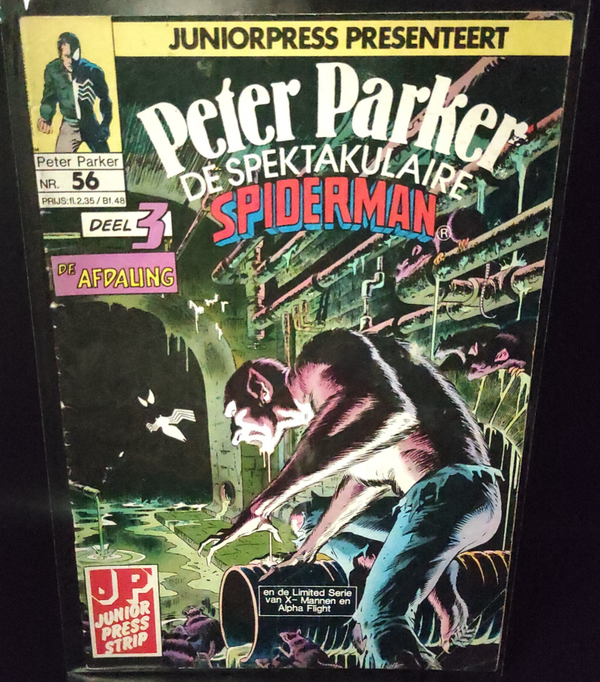 JUNIORPRESS PRESENTEERT
Peter Parker
DE SPEKTAKULAIRE
SPIDERMAN ®
Peter Parker
NR. 56
PRIJS:fl.2,35/Bf.48
DEEL 3
DE AFDALING
en de Limited Serie
van X- Mannen en
Alpha Flight
JP
JUNIOR
PRESS
STRIP